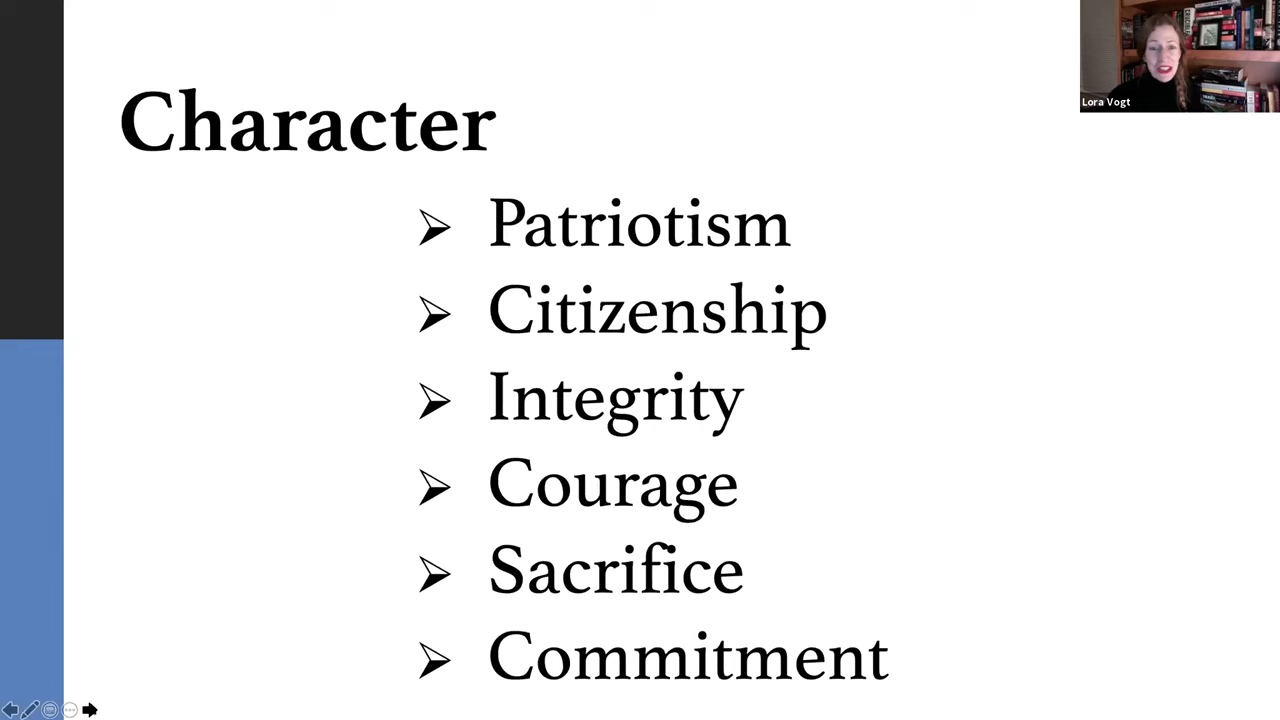 Lora Vogt
Character
➢ Patriotism
➢ Citizenship
➢ Integrity
➢ Courage
➢ Sacrifice
➢ Commitment